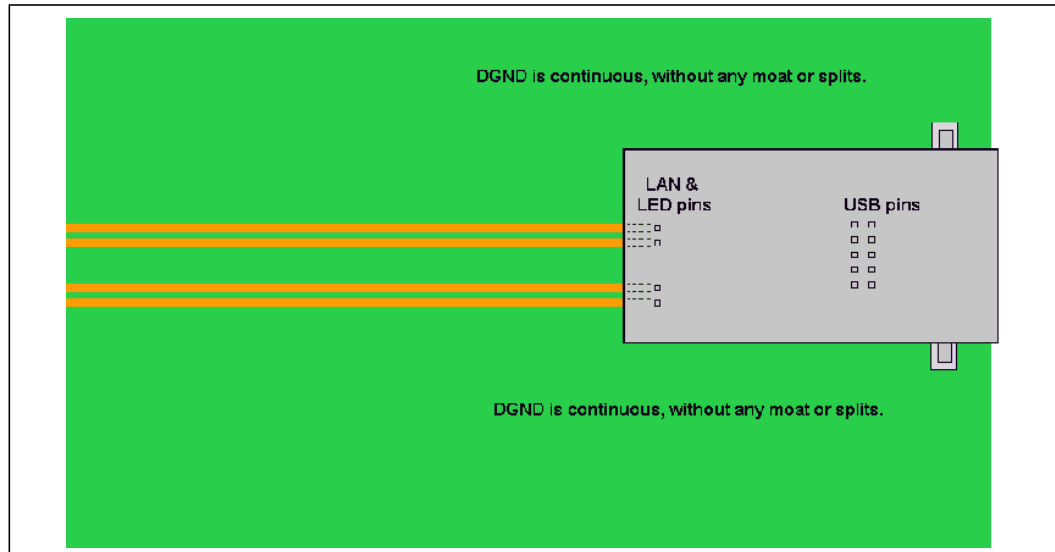 DGND is continuous, without any moat or splits.
LAN &
LED pins
USB pins
DGND is continuous, without any moat or splits.